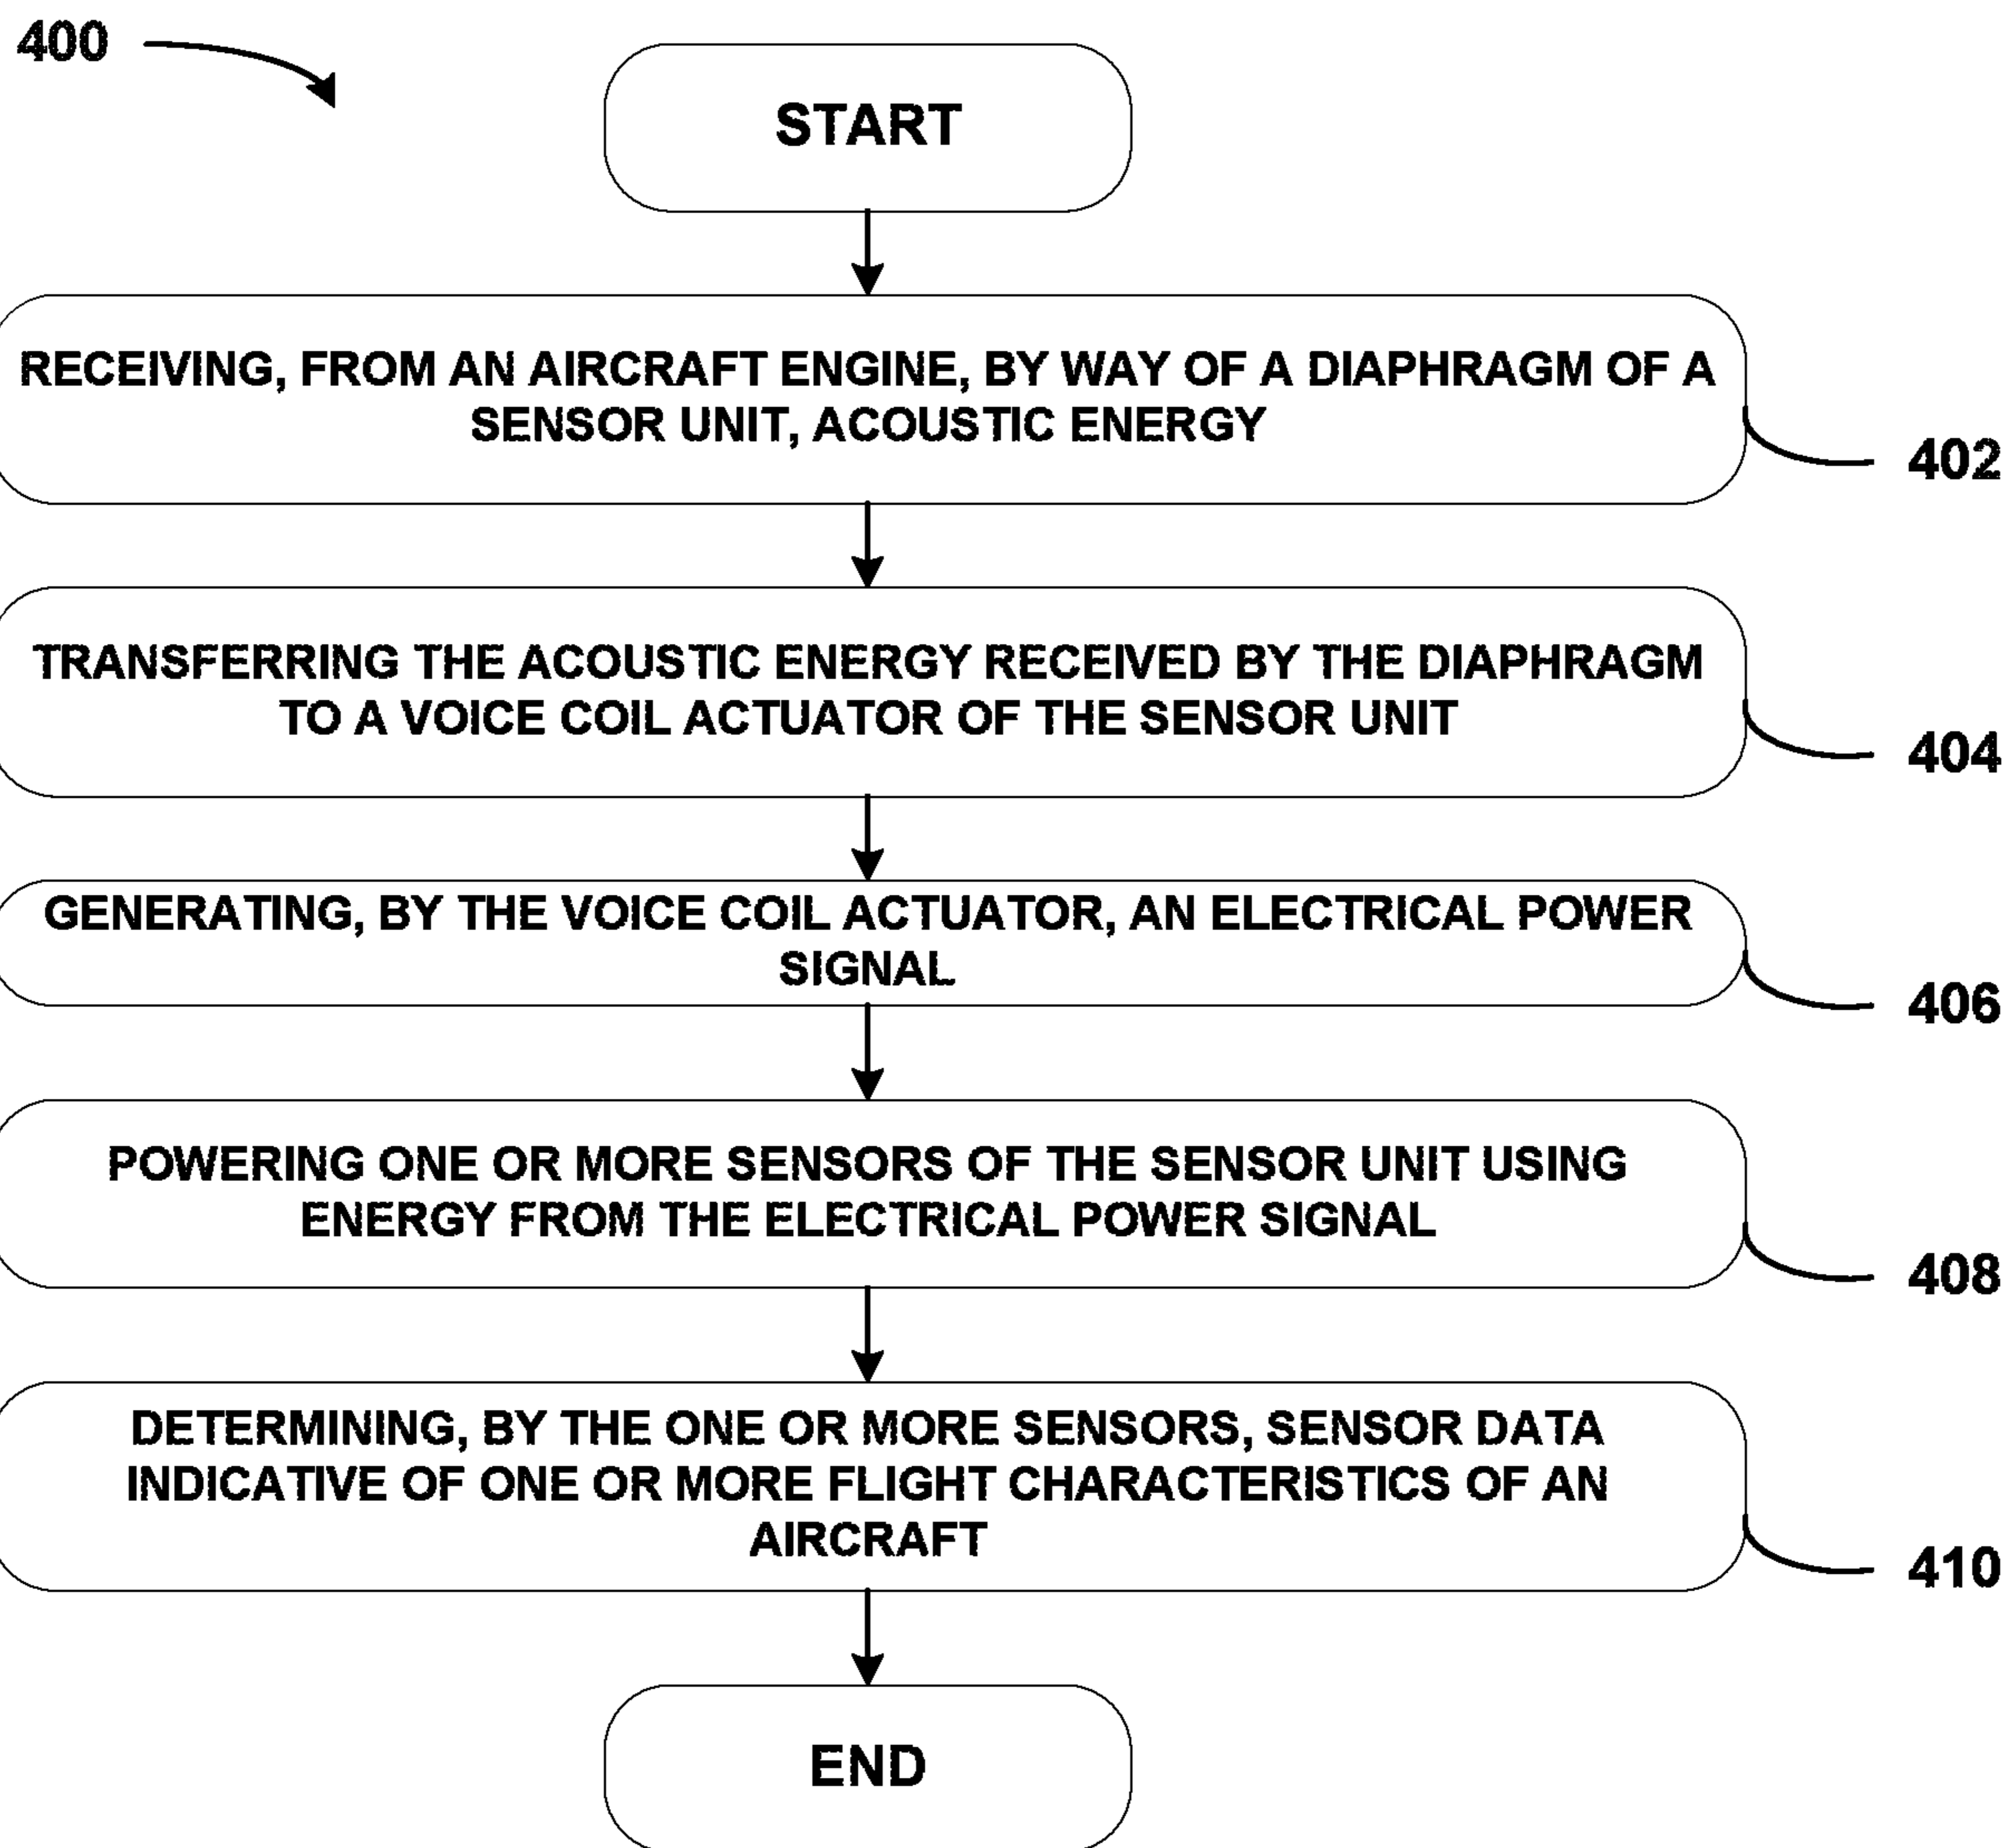 400
START
RECEIVING, FROM AN AIRCRAFT ENGINE, BY WAY OF A DIAPHRAGM OF A
SENSOR UNIT, ACOUSTIC ENERGY
402
TRANSFERRING THE ACOUSTIC ENERGY RECEIVED BY THE DIAPHRAGM
TO A VOICE COIL ACTUATOR OF THE SENSOR UNIT
404
GENERATING, BY THE VOICE COIL ACTUATOR, AN ELECTRICAL POWER
SIGNAL
406
POWERING ONE OR MORE SENSORS OF THE SENSOR UNIT USING
ENERGY FROM THE ELECTRICAL POWER SIGNAL
408
DETERMINING, BY THE ONE OR MORE SENSORS, SENSOR DATA
INDICATIVE OF ONE OR MORE FLIGHT CHARACTERISTICS OF AN
AIRCRAFT
410
END